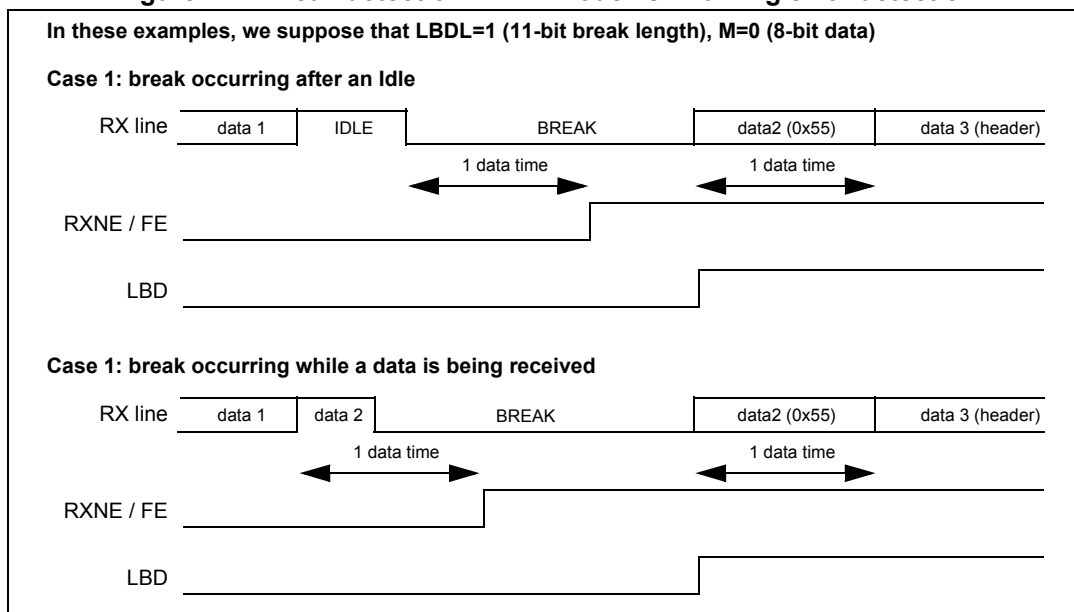 In these examples, we suppose that LBDL=1 (11-bit break length), M=0 (8-bit data)
Case 1: break occurring after an Idle
RX line data 1 IDLE BREAK data2 (0x55) data 3 (header)
1 data time 1 data time
RXNE / FE
LBD
Case 1: break occurring while a data is being received
RX line data 1 data 2 BREAK data2 (0x55) data 3 (header)
1 data time 1 data time
RXNE / FE
LBD